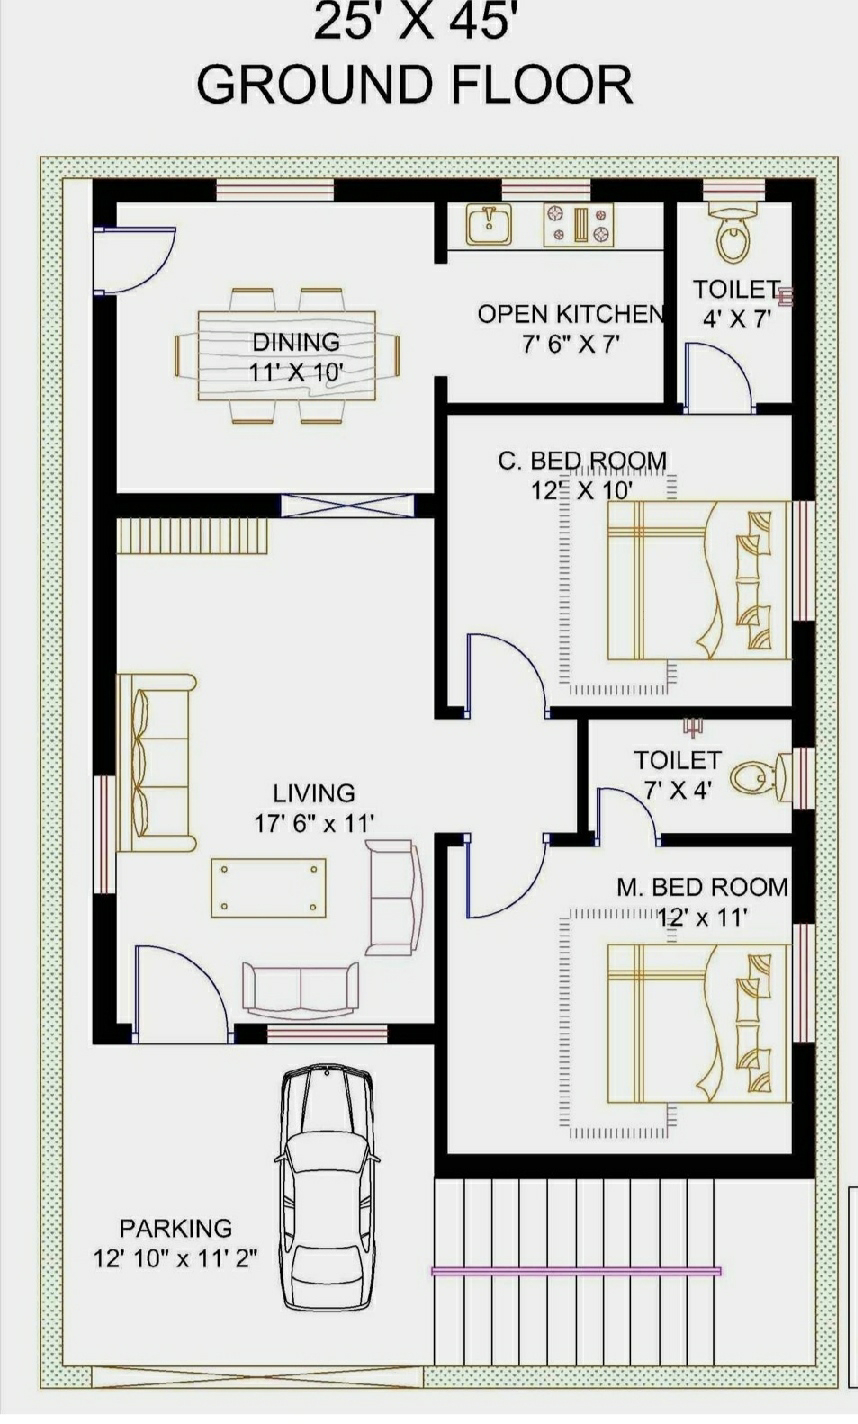 25' X 45'
GROUND FLOOR
DINING
11' X 10'
OPEN KITCHEN
7' 6" X 7'
TOILET
4' X 7'
C. BED ROOM
12' X 10'
TOILET
7' X 4'
LIVING
17' 6" x 11'
M. BED ROOM
12' x 11'
PARKING
12' 10" x 11' 2"